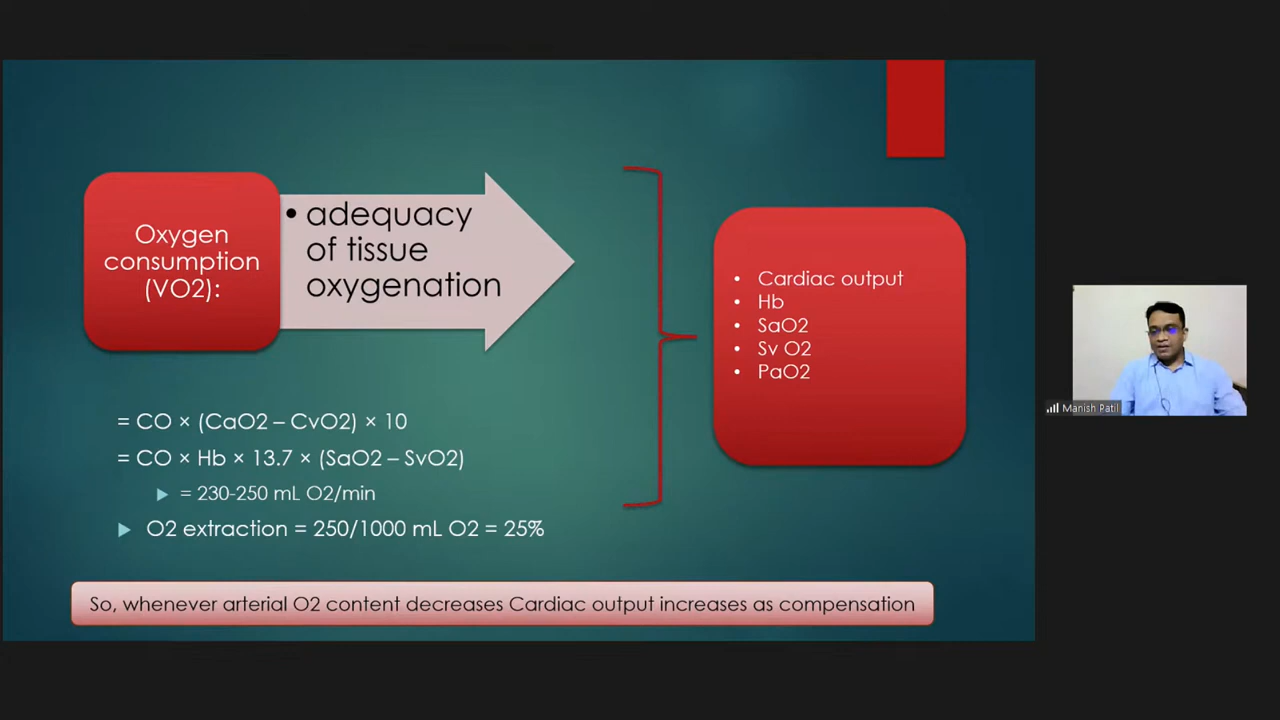 Oxygen
consumption
(VO2):
• adequacy
of tissue
oxygenation
= CO × (CaO2 – CvO2) × 10
= CO × Hb × 13.7 × (SaO2 – SvO2)
= 230-250 mL O2/min
O2 extraction = 250/1000 mL O2 = 25%
• Cardiac output
• Hb
• SaO2
• Sv O2
• PaO2
So, whenever arterial O2 content decreases Cardiac output increases as compensation
Manish Patil